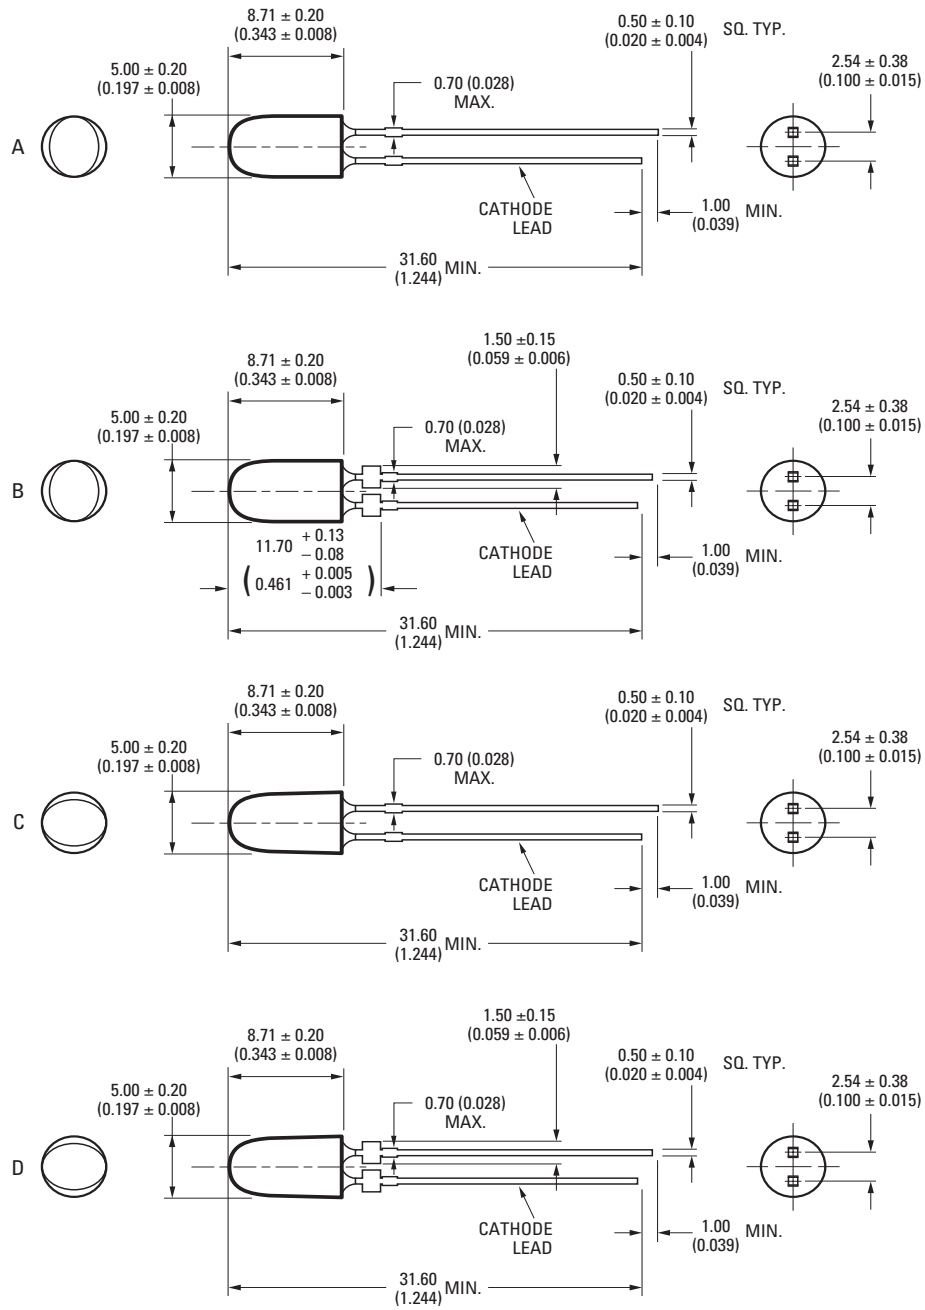 8.71 ± 0.20
(0.343 ± 0.008)
0.50 ± 0.10
(0.020 ± 0.004)
SQ. TYP.
5.00 ± 0.20
(0.197 ± 0.008)
0.70 (0.028)
MAX.
2.54 ± 0.38
(0.100 ± 0.015)
A
CATHODE
LEAD
1.00
(0.039)
MIN.
31.60
(1.244)
MIN.
1.50 ±0.15
(0.059 ± 0.006)
8.71 ± 0.20
(0.343 ± 0.008)
0.50 ± 0.10
(0.020 ± 0.004)
SQ. TYP.
5.00 ± 0.20
(0.197 ± 0.008)
0.70 (0.028)
MAX.
2.54 ± 0.38
(0.100 ± 0.015)
B
11.70 + 0.13
– 0.08
(0.461 + 0.005
– 0.003)
CATHODE
LEAD
1.00
(0.039)
MIN.
31.60
(1.244)
MIN.
8.71 ± 0.20
(0.343 ± 0.008)
0.50 ± 0.10
(0.020 ± 0.004)
SQ. TYP.
5.00 ± 0.20
(0.197 ± 0.008)
0.70 (0.028)
MAX.
2.54 ± 0.38
(0.100 ± 0.015)
C
CATHODE
LEAD
1.00
(0.039)
MIN.
31.60
(1.244)
MIN.
1.50 ±0.15
(0.059 ± 0.006)
8.71 ± 0.20
(0.343 ± 0.008)
0.50 ± 0.10
(0.020 ± 0.004)
SQ. TYP.
5.00 ± 0.20
(0.197 ± 0.008)
0.70 (0.028)
MAX.
2.54 ± 0.38
(0.100 ± 0.015)
D
CATHODE
LEAD
1.00
(0.039)
MIN.
31.60
(1.244)
MIN.